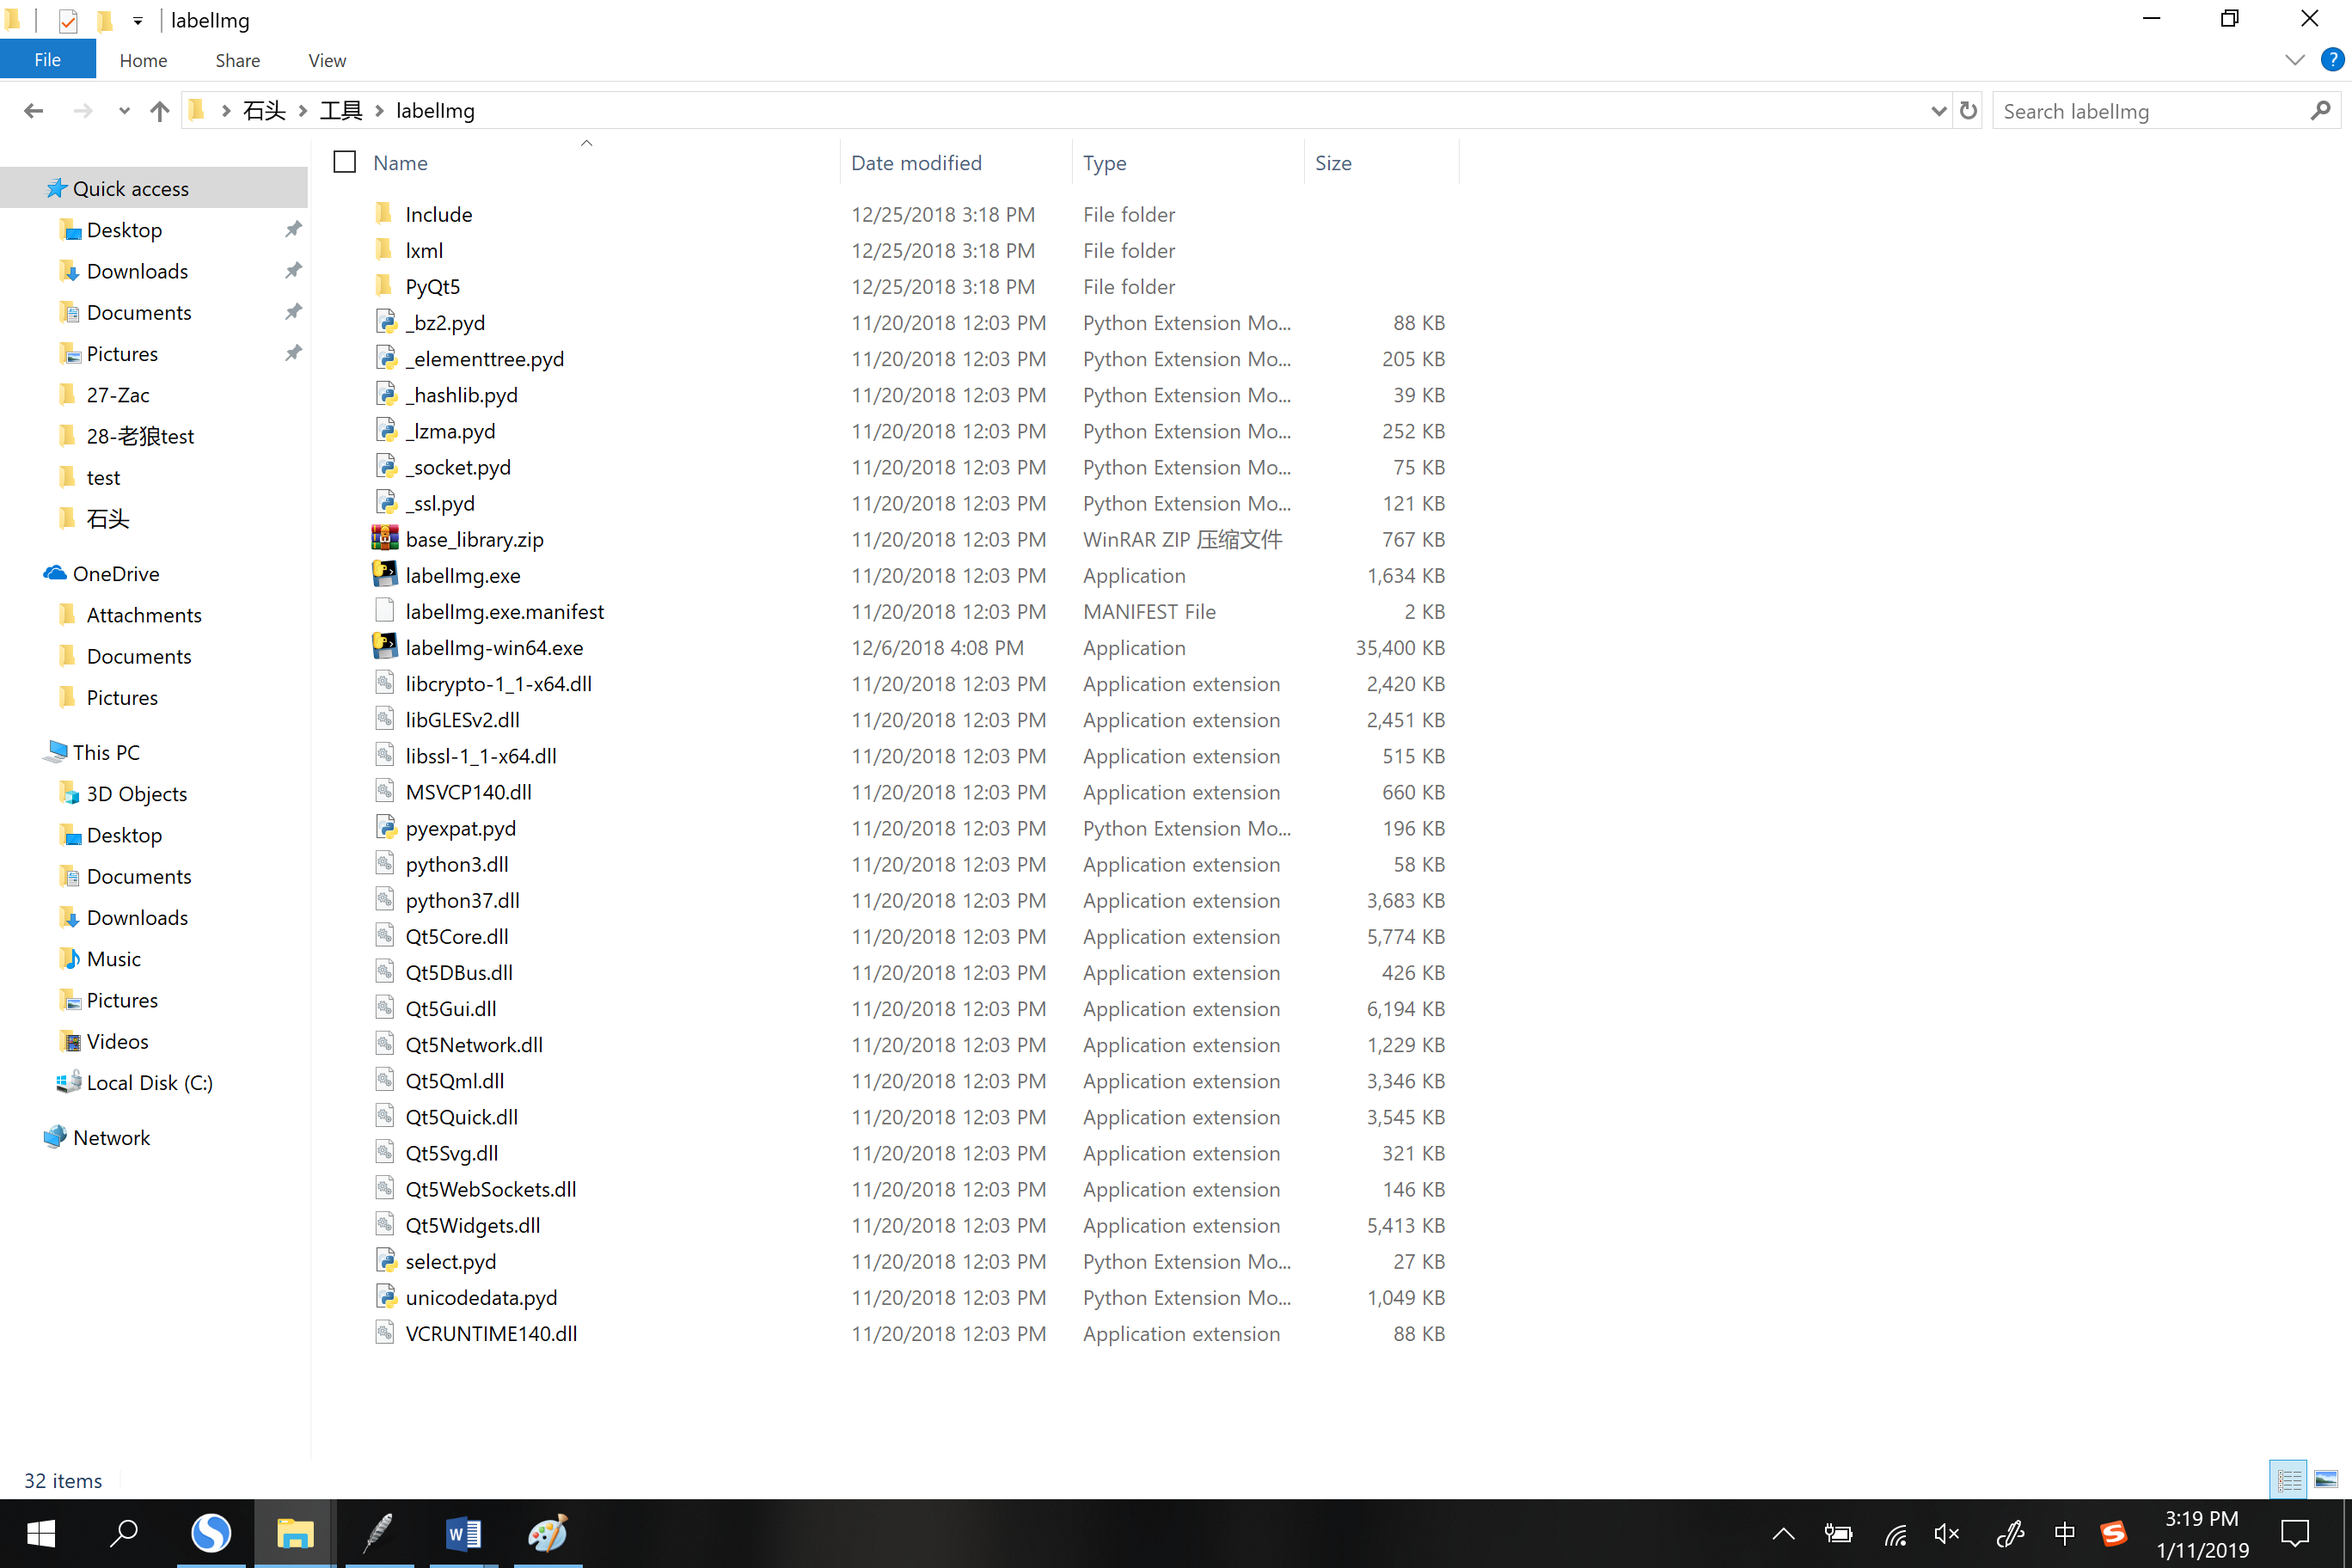 labelImg
File Home Share View
石头 工具 labelImg
Search labelImg
Name Date modified Type Size
Quick access
Desktop
Downloads
Documents
Pictures
27-Zac
28-老狼test
test
石头
OneDrive
Attachments
Documents
Pictures
This PC
3D Objects
Desktop
Documents
Downloads
Music
Pictures
Videos
Local Disk (C:)
Network
Include 12/25/2018 3:18 PM File folder
lxml 12/25/2018 3:18 PM File folder
PyQt5 12/25/2018 3:18 PM File folder
_bz2.pyd 11/20/2018 12:03 PM Python Extension Mo... 88 KB
_elementtree.pyd 11/20/2018 12:03 PM Python Extension Mo... 205 KB
_hashlib.pyd 11/20/2018 12:03 PM Python Extension Mo... 39 KB
_lzma.pyd 11/20/2018 12:03 PM Python Extension Mo... 252 KB
_socket.pyd 11/20/2018 12:03 PM Python Extension Mo... 75 KB
_ssl.pyd 11/20/2018 12:03 PM Python Extension Mo... 121 KB
base_library.zip 11/20/2018 12:03 PM WinRAR ZIP 压缩文件 767 KB
labelImg.exe 11/20/2018 12:03 PM Application 1,634 KB
labelImg.exe.manifest 11/20/2018 12:03 PM MANIFEST File 2 KB
labelImg-win64.exe 12/6/2018 4:08 PM Application 35,400 KB
libcrypto-1_1-x64.dll 11/20/2018 12:03 PM Application extension 2,420 KB
libGLESv2.dll 11/20/2018 12:03 PM Application extension 2,451 KB
libssl-1_1-x64.dll 11/20/2018 12:03 PM Application extension 515 KB
MSVCP140.dll 11/20/2018 12:03 PM Application extension 660 KB
pyexpat.pyd 11/20/2018 12:03 PM Python Extension Mo... 196 KB
python3.dll 11/20/2018 12:03 PM Application extension 58 KB
python37.dll 11/20/2018 12:03 PM Application extension 3,683 KB
Qt5Core.dll 11/20/2018 12:03 PM Application extension 5,774 KB
Qt5DBus.dll 11/20/2018 12:03 PM Application extension 426 KB
Qt5Gui.dll 11/20/2018 12:03 PM Application extension 6,194 KB
Qt5Network.dll 11/20/2018 12:03 PM Application extension 1,229 KB
Qt5Qml.dll 11/20/2018 12:03 PM Application extension 3,346 KB
Qt5Quick.dll 11/20/2018 12:03 PM Application extension 3,545 KB
Qt5Svg.dll 11/20/2018 12:03 PM Application extension 321 KB
Qt5WebSockets.dll 11/20/2018 12:03 PM Application extension 146 KB
Qt5Widgets.dll 11/20/2018 12:03 PM Application extension 5,413 KB
select.pyd 11/20/2018 12:03 PM Python Extension Mo... 27 KB
unicodedata.pyd 11/20/2018 12:03 PM Python Extension Mo... 1,049 KB
VCRUNTIME140.dll 11/20/2018 12:03 PM Application extension 88 KB
32 items
中
3:19 PM
1/11/2019